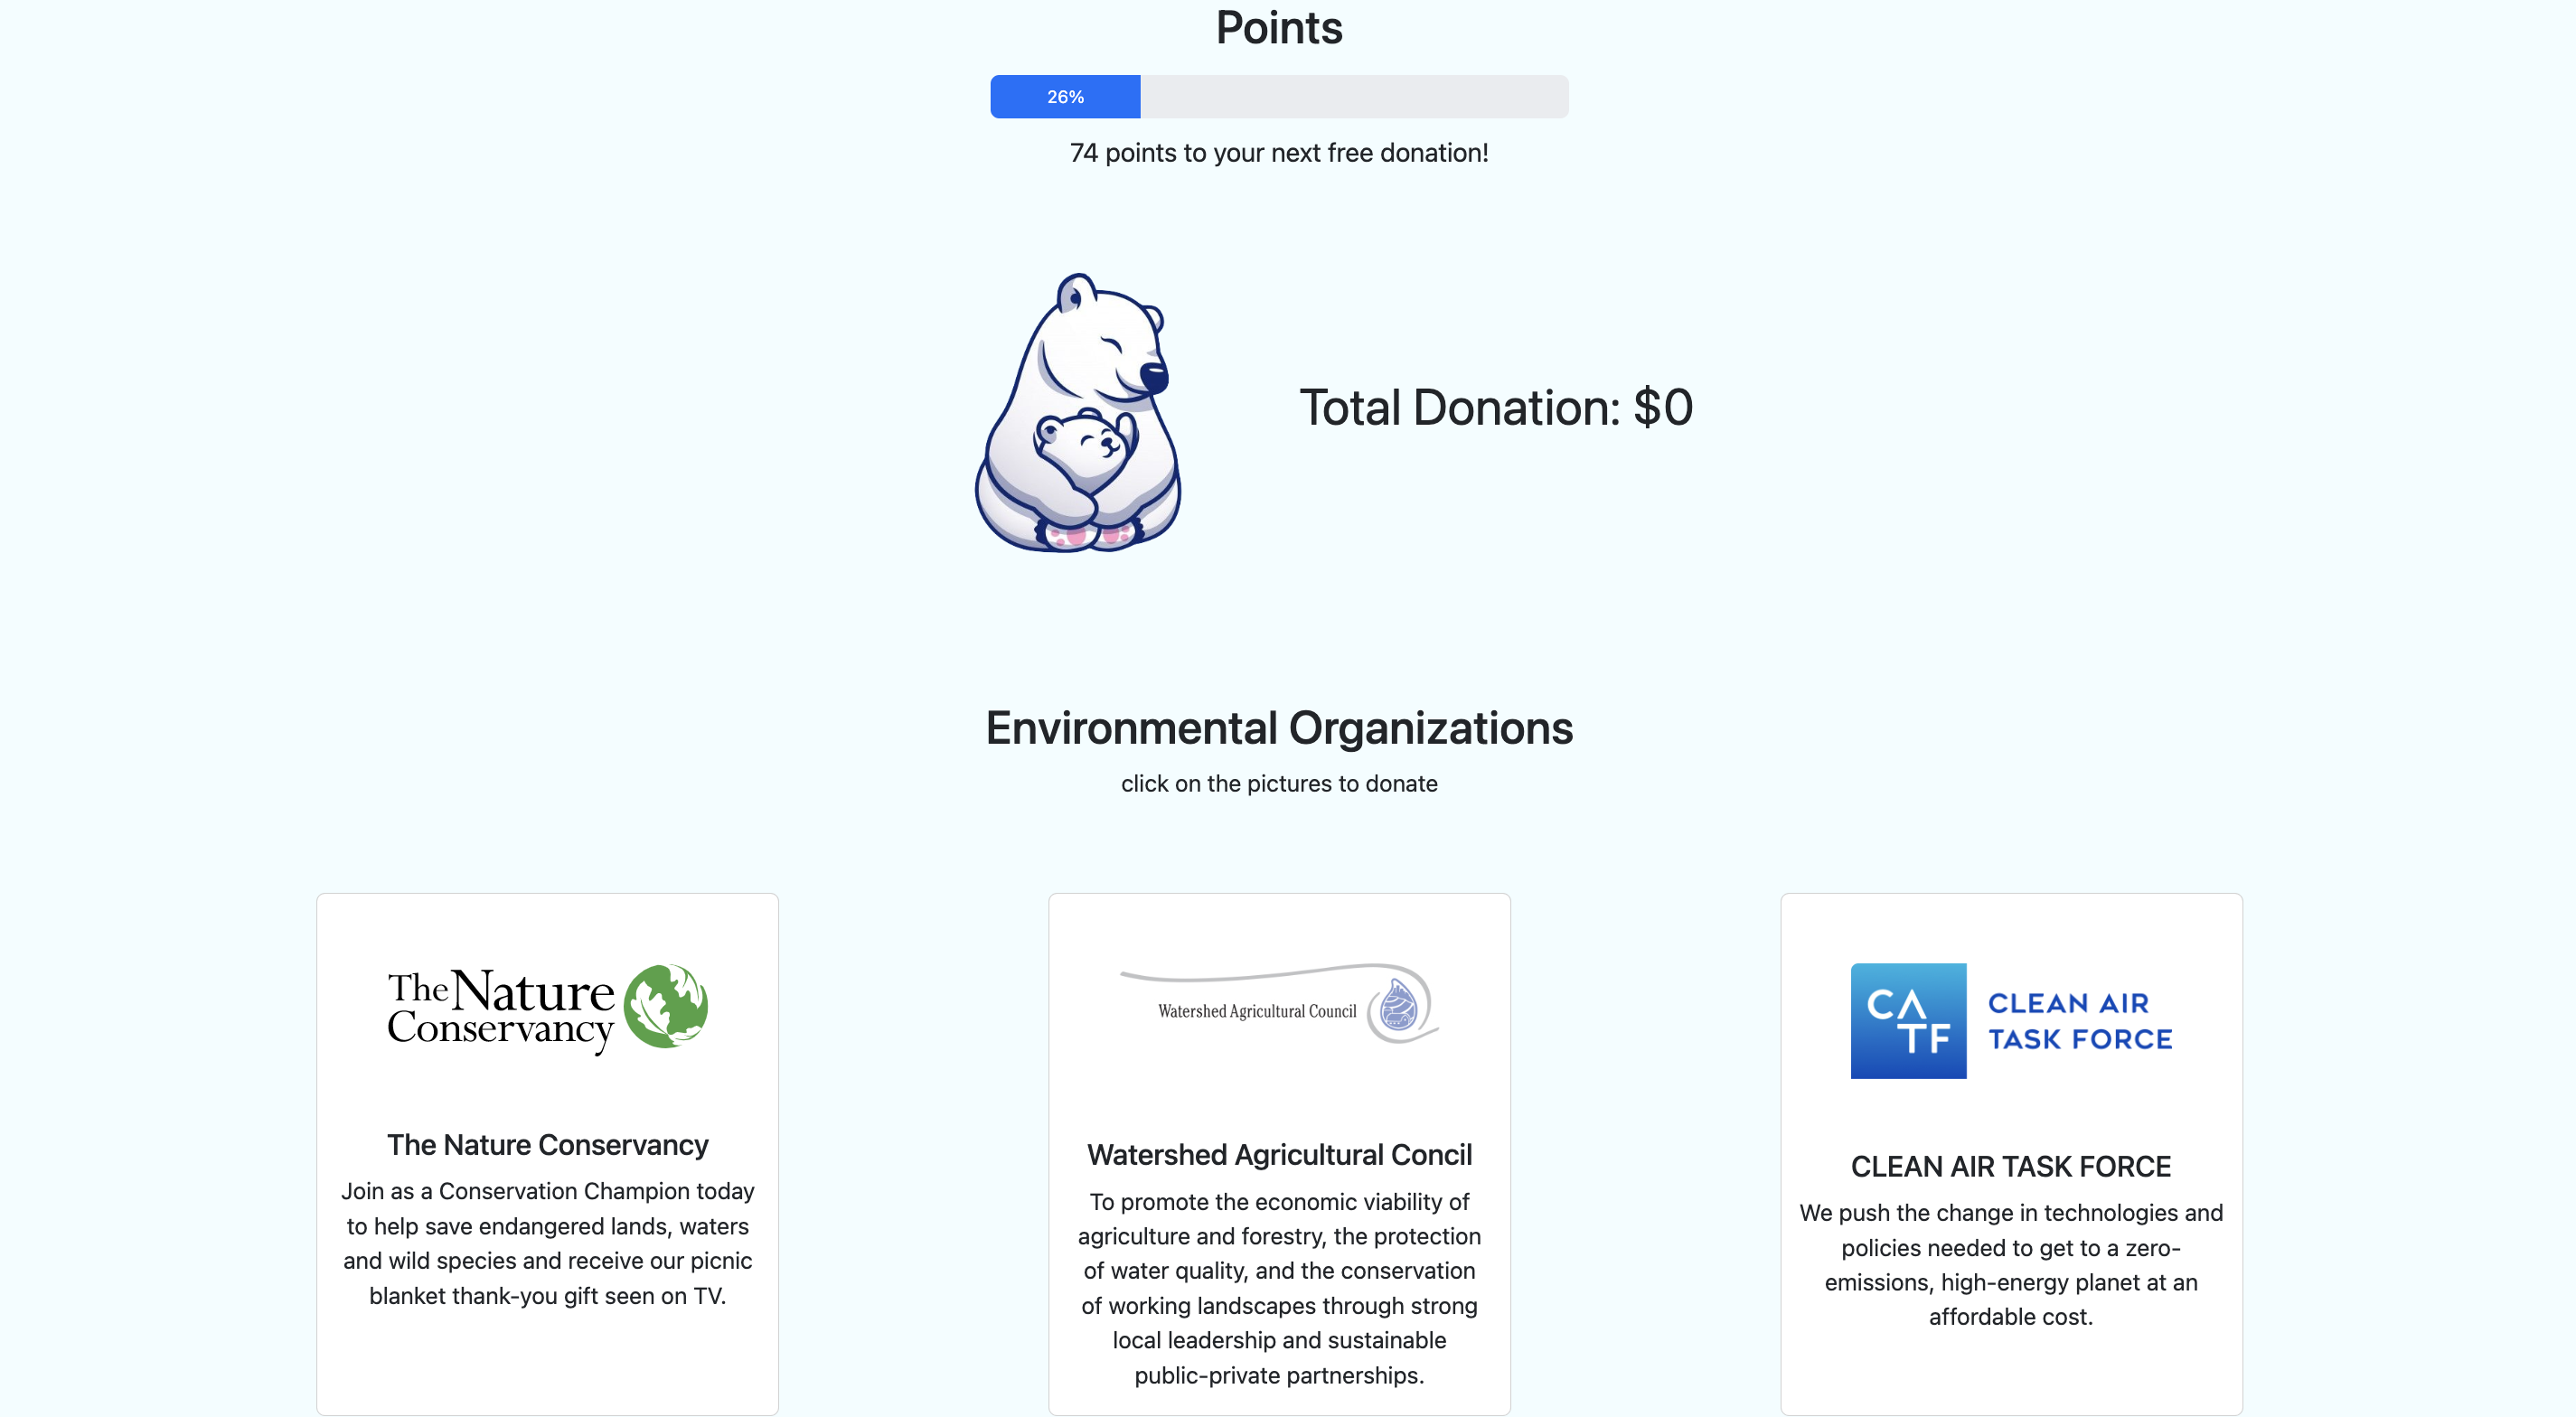 Points
26%
74 points to your next free donation!
Total Donation: $0
Environmental Organizations
click on the pictures to donate
The Nature
Conservancy
The Nature Conservancy
Join as a Conservation Champion today
to help save endangered lands, waters
and wild species and receive our picnic
blanket thank-you gift seen on TV.
Watershed Agricultural Council
Watershed Agricultural Concil
To promote the economic viability of
agriculture and forestry, the protection
of water quality, and the conservation
of working landscapes through strong
local leadership and sustainable
public-private partnerships.
CA
TF
CLEAN AIR
TASK FORCE
CLEAN AIR TASK FORCE
We push the change in technologies and
policies needed to get to a zero-
emissions, high-energy planet at an
affordable cost.